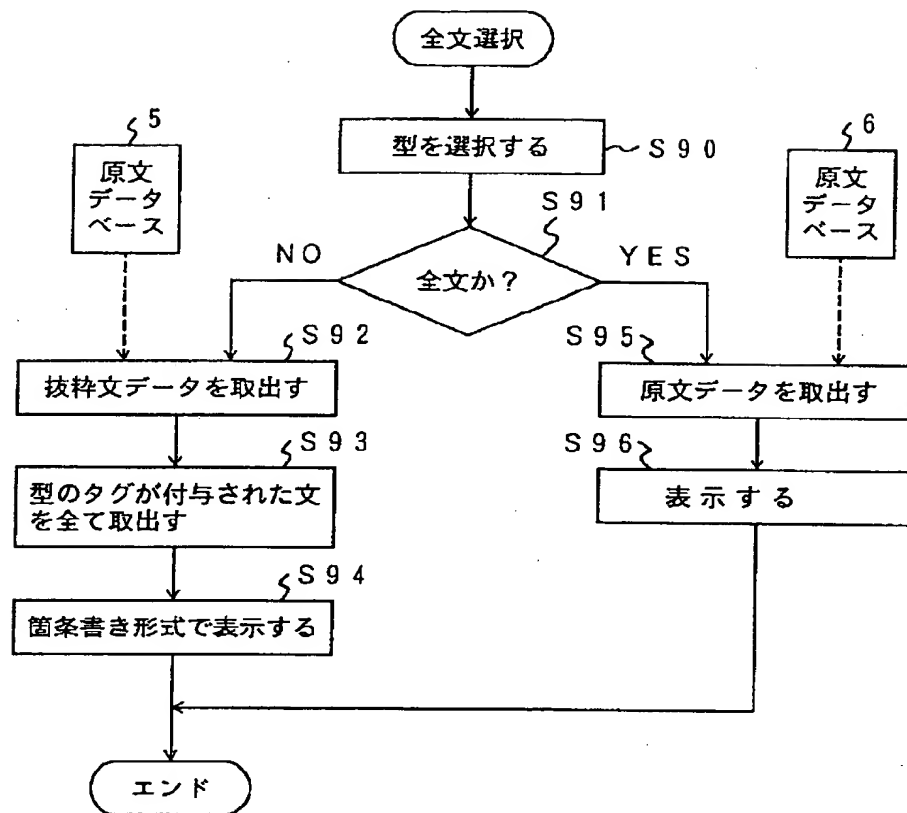 全文選択
5
原文
データ
ベース
型を選択する
S90
6
原文
データ
ベース
S91
NO
全文か？
YES
S92
抜粋文データを取出す
S95
原文データを取出す
S93
型のタグが付与された文
を全て取出す
S96
表示する
S94
箇条書き形式で表示する
エンド